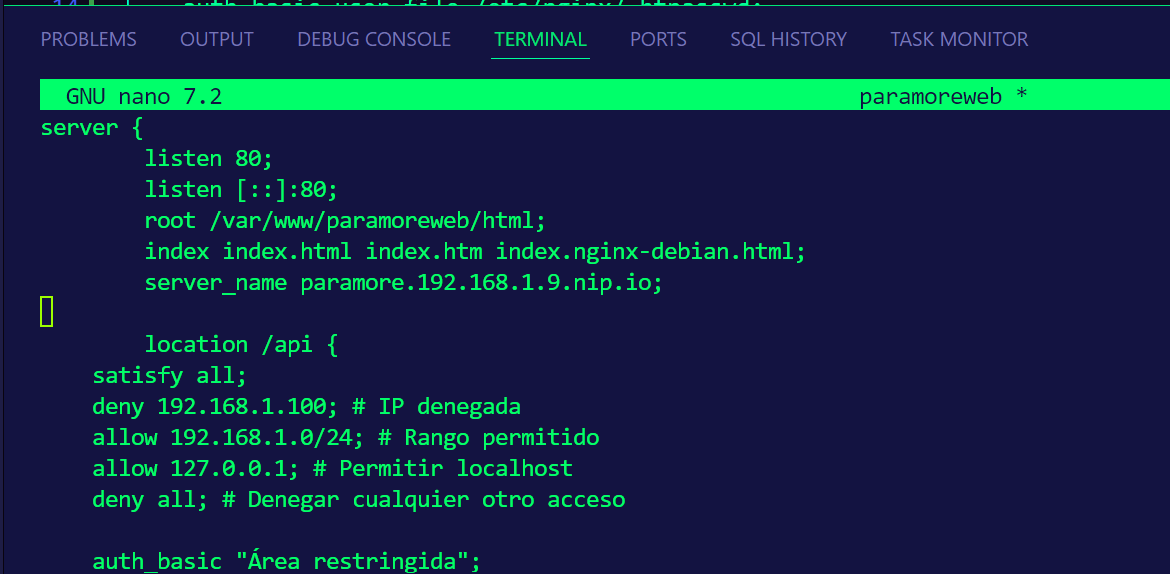 14 auth_basic_user_file /etc/nginx/.htpasswd;
PROBLEMS OUTPUT DEBUG CONSOLE TERMINAL PORTS SQL HISTORY TASK MONITOR
GNU nano 7.2 paramoreweb *
server {
listen 80;
listen [::]:80;
root /var/www/paramoreweb/html;
index index.html index.htm index.nginx-debian.html;
server_name paramore.192.168.1.9.nip.io;
location /api {
satisfy all;
deny 192.168.1.100; # IP denegada
allow 192.168.1.0/24; # Rango permitido
allow 127.0.0.1; # Permitir localhost
deny all; # Denegar cualquier otro acceso
auth_basic "Área restringida";